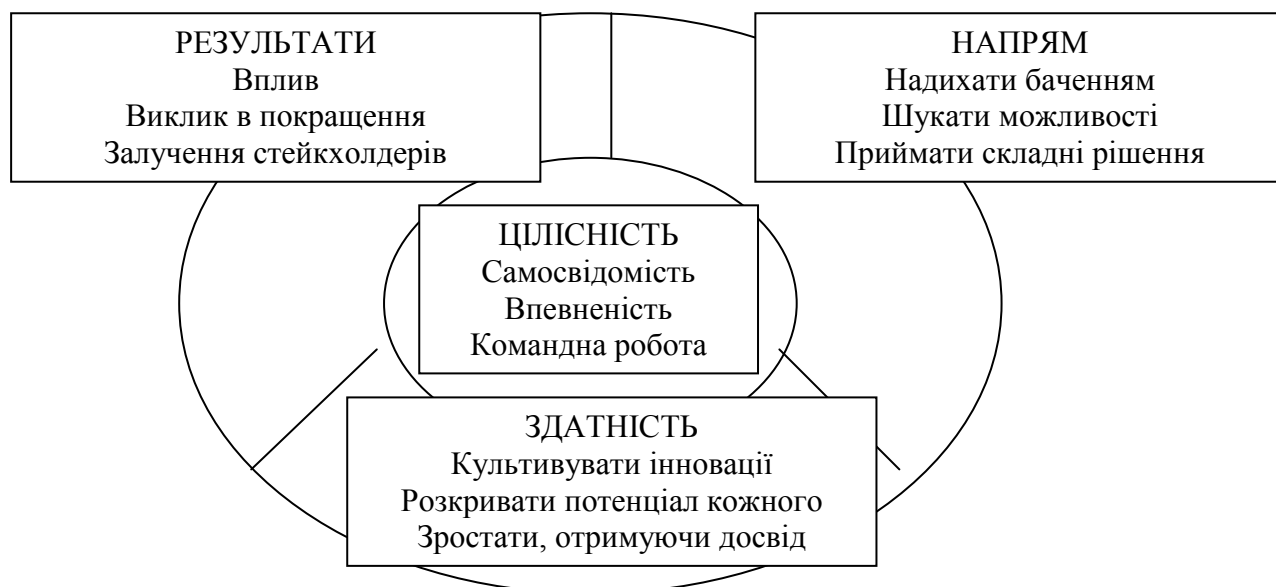 РЕЗУЛЬТАТИ
Вплив
Виклик в покращення
Залучення стейкхолдерів
НАПРЯМ
Надихати баченням
Шукати можливості
Приймати складні рішення
ЦІЛІСНІСТЬ
Самосвідомість
Впевненість
Командна робота
ЗДАТНІСТЬ
Культивувати інновації
Розкривати потенціал кожного
Зростати, отримуючи досвід